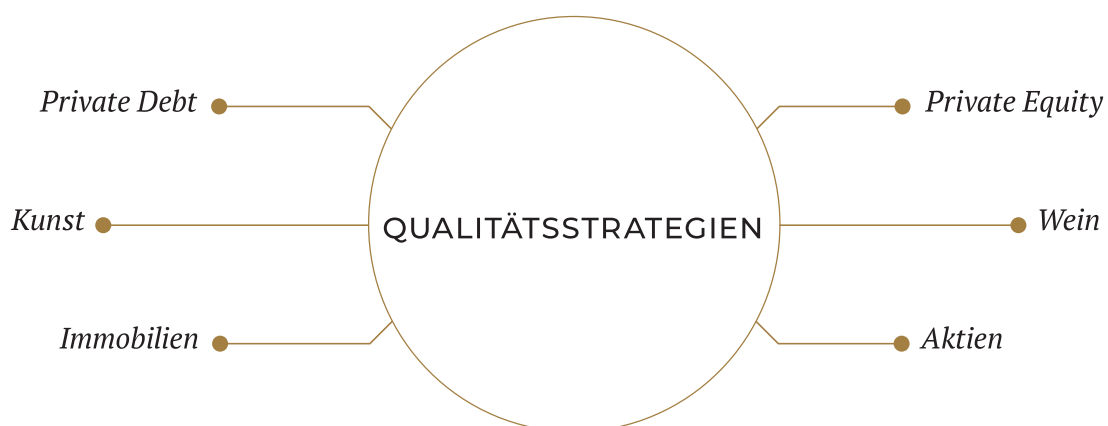 Private Debt
Private Equity
Kunst
QUALITÄTSSTRATEGIEN
Wein
Immobilien
Aktien